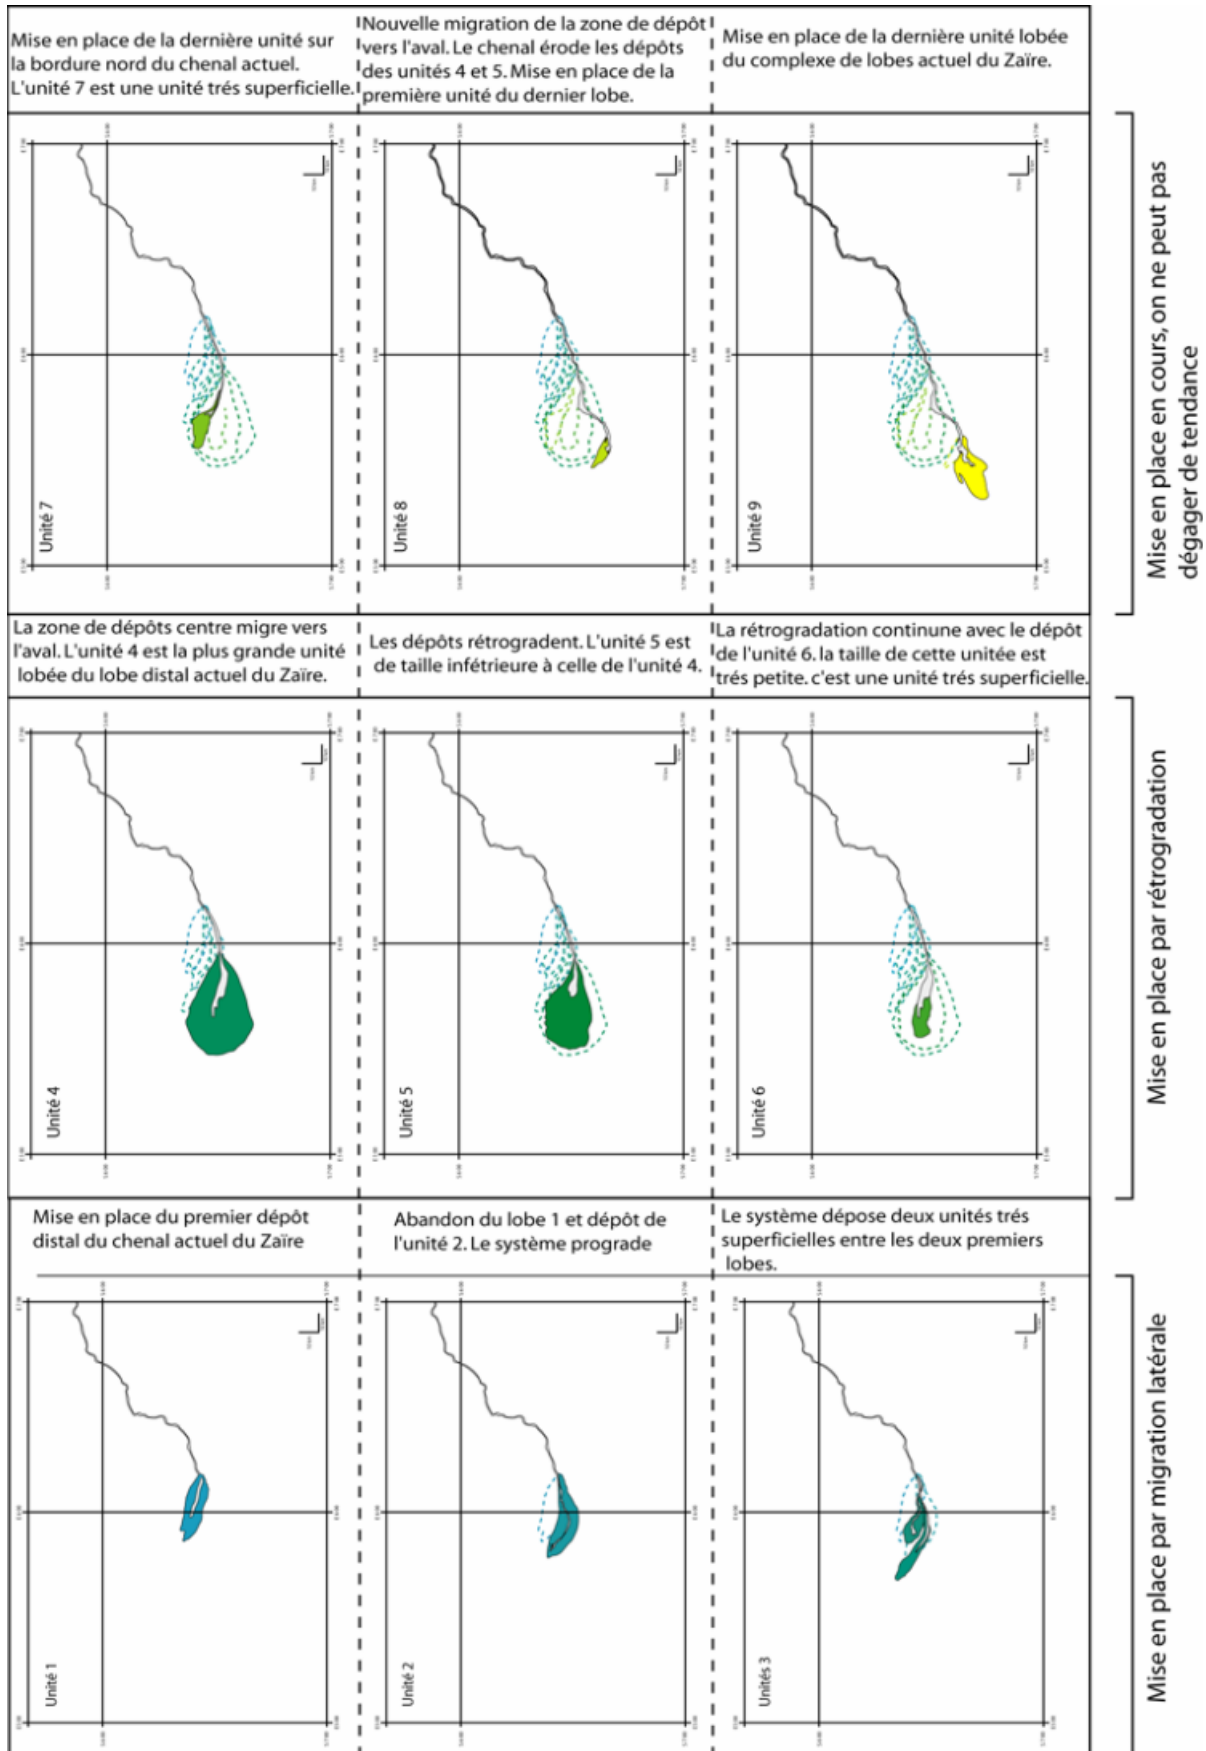 Mise en place de la dernière unité sur
la bordure nord du chenal actuel.
L'unité 7 est une unité trés superficielle.
Nouvelle migration de la zone de dépôt
vers l'aval. Le chenal érode les dépôts
des unités 4 et 5. Mise en place de la
première unité du dernier lobe.
Mise en place de la dernière unité lobée
du complexe de lobes actuel du Zaïre.
Unité 7
Unité 8
Unité 9
Mise en place en cours, on ne peut pas
dégager de tendance
La zone de dépôts centre migre vers
l'aval. L'unité 4 est la plus grande unité
lobée du lobe distal actuel du Zaïre.
Les dépôts rétrogradent. L'unité 5 est
de taille inférieure à celle de l'unité 4.
La rétrogradation continue avec le dépôt
de l'unité 6. la taille de cette unitée est
trés petite. c'est une unité trés superficielle.
Unité 4
Unité 5
Unité 6
Mise en place par rétrogradation
Mise en place du premier dépôt
distal du chenal actuel du Zaïre
Abandon du lobe 1 et dépôt de
l'unité 2. Le système prograde
Le système dépose deux unités trés
superficielles entre les deux premiers
lobes.
Unité 1
Unité 2
Unités 3
Mise en place par migration latérale